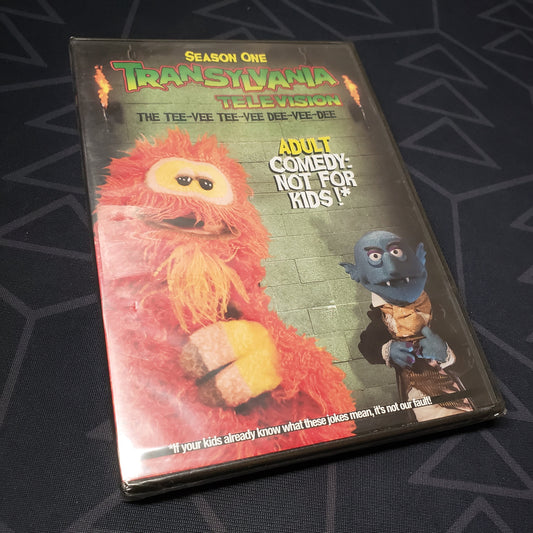 SEASON ONE
TRANSYLVANIA
TELEVISION
THE TEE-VEE TEE-VEE DEE-VEE-DEE
ADULT
COMEDY:
NOT FOR
KIDS!*
*If your kids already know what these jokes mean, it's not our fault!